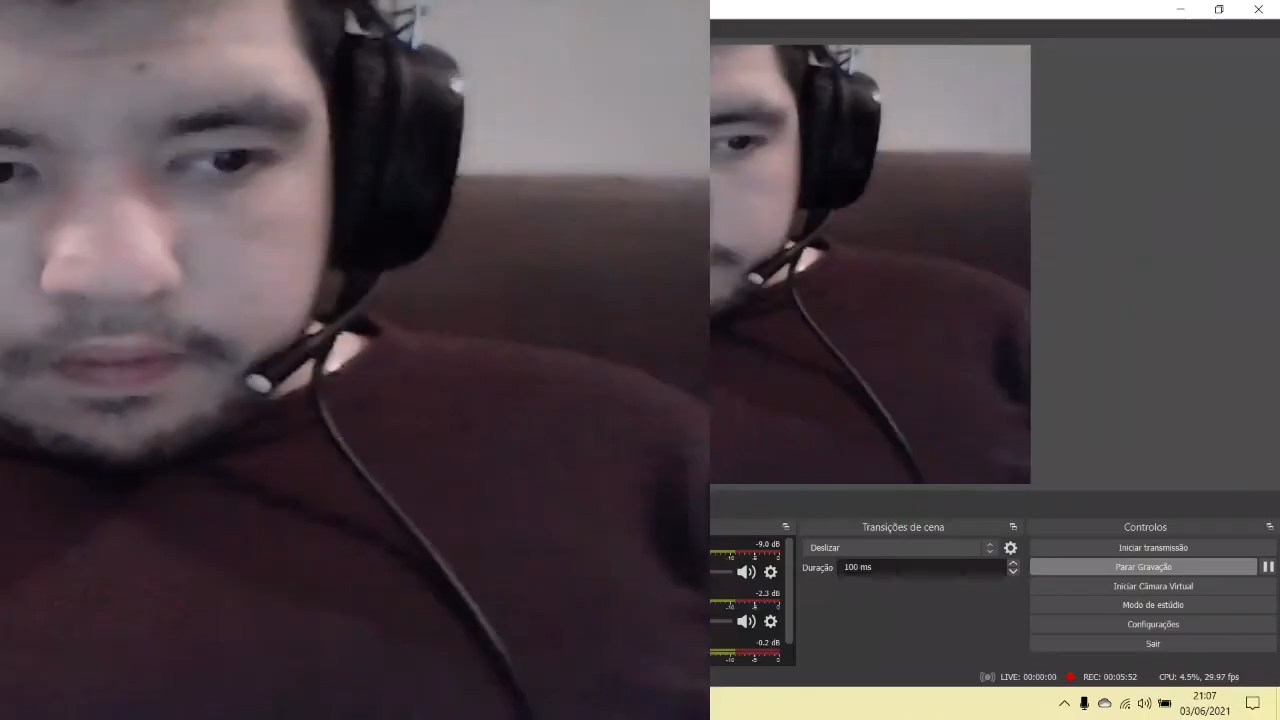 Transições de cena
Controlos
-9.0 dB
Deslizar
Duração 100 ms
-2.3 dB
-0.2 dB
Iniciar transmissão
Parar Gravação
Iniciar Câmara Virtual
Modo de estúdio
Configurações
Sair
LIVE: 00:00:00 REC: 00:05:52 CPU: 4.5%, 29.97 fps
21:07
03/06/2021